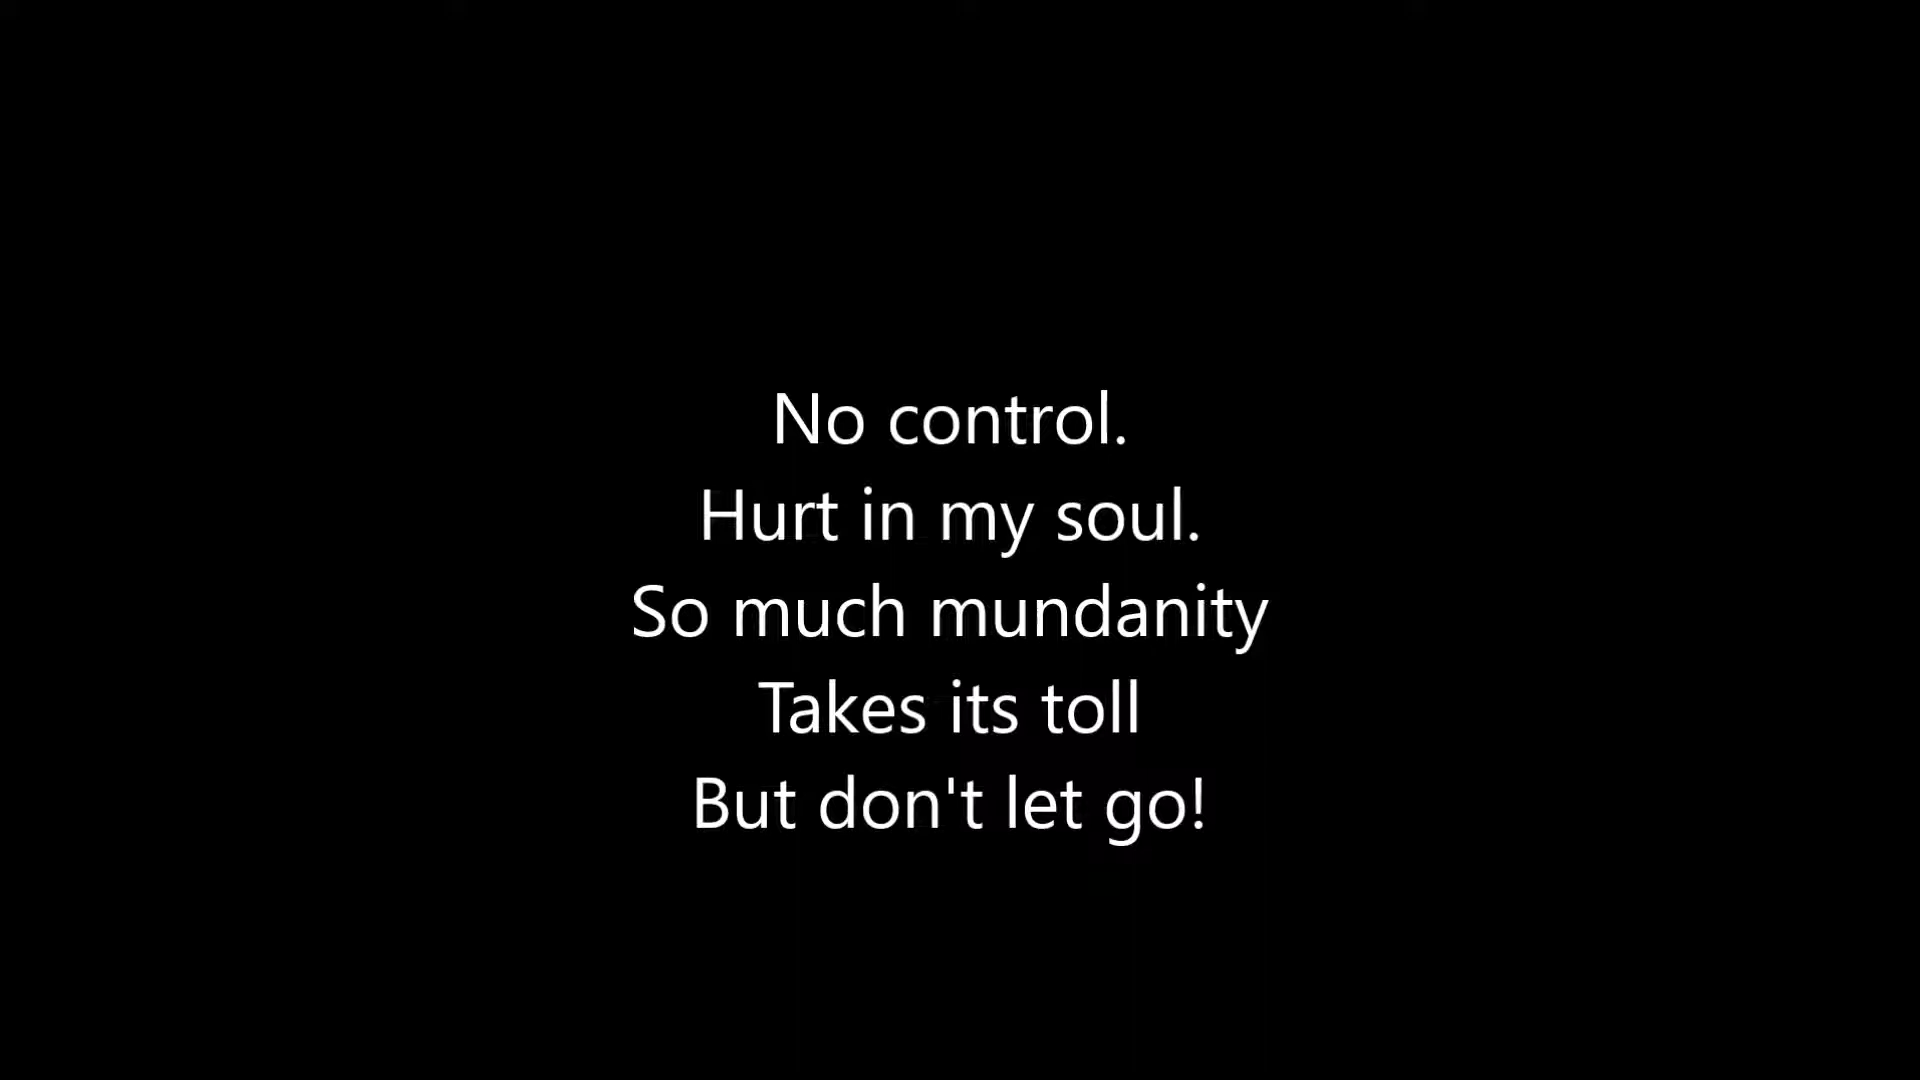 No control.
Hurt in my soul.
So much mundanity
Takes its toll
But don't let go!